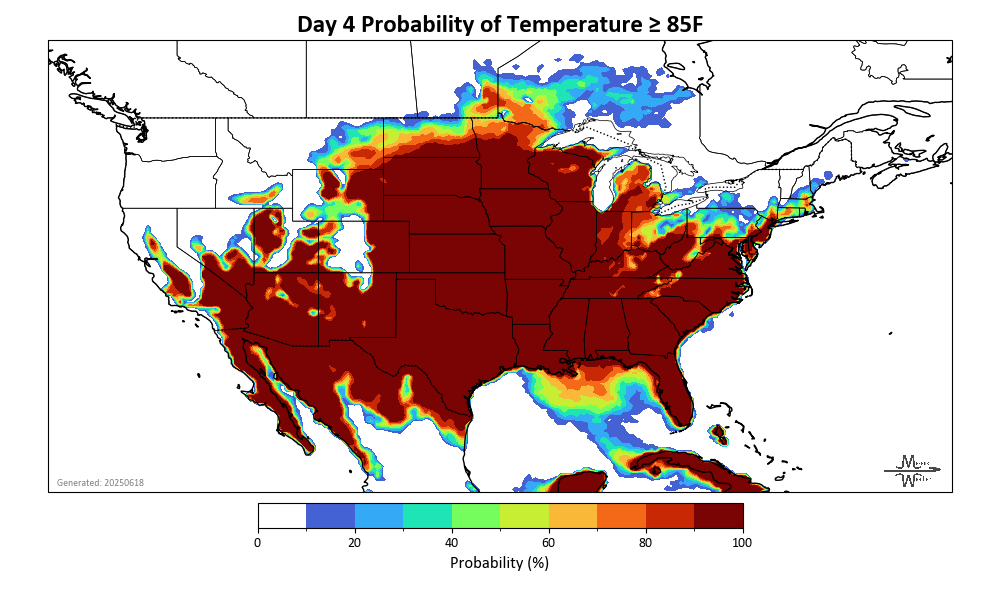 Day 4 Probability of Temperature ≥ 85F
Generated: 20250618
0 20 40 60 80 100
Probability (%)